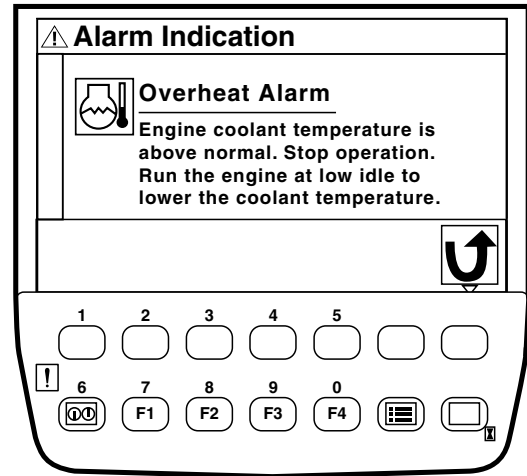 Alarm Indication
Overheat Alarm
Engine coolant temperature is
above normal. Stop operation.
Run the engine at low idle to
lower the coolant temperature.
1 2 3 4 5
6 7 8 9 0
F1 F2 F3 F4